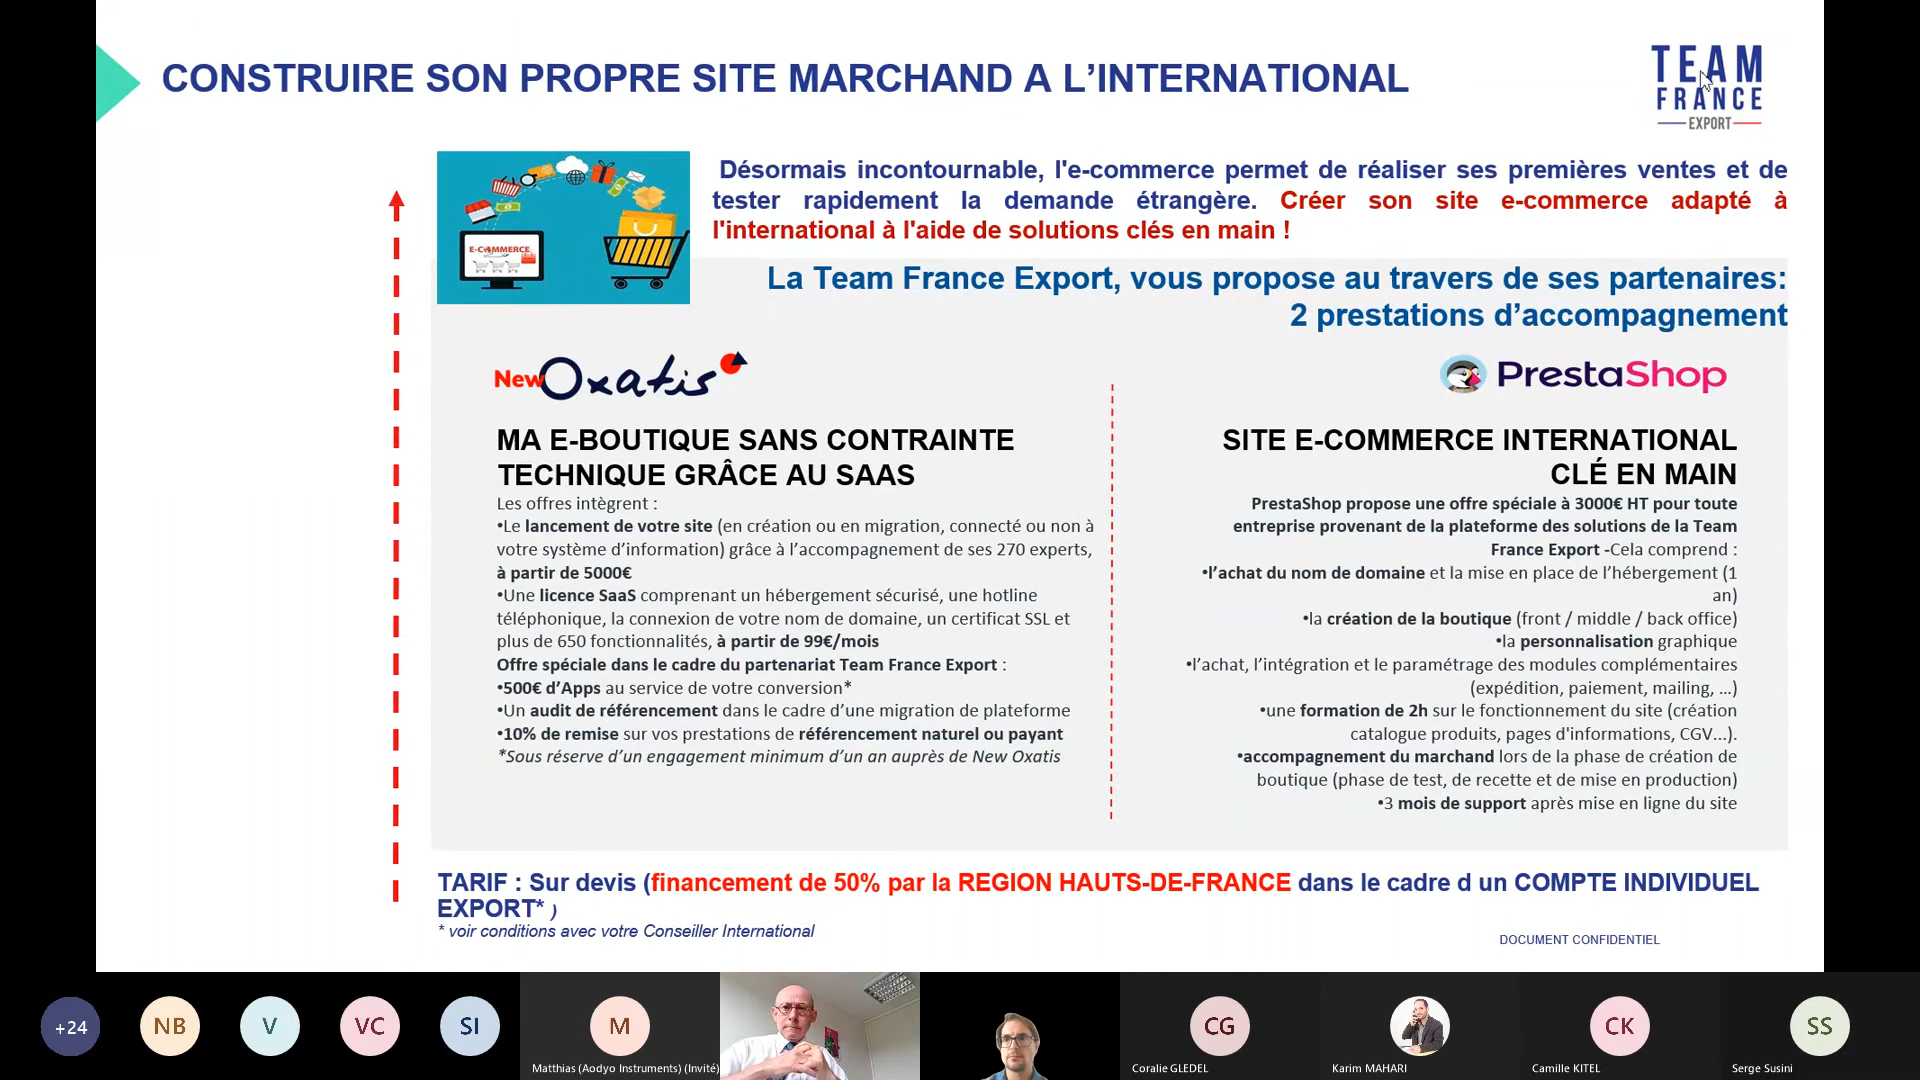 CONSTRUIRE SON PROPRE SITE MARCHAND A L’INTERNATIONAL
TEAM
FRANCE
EXPORT
E-COMMERCE
Désormais incontournable, l'e-commerce permet de réaliser ses premières ventes et de
tester rapidement la demande étrangère. Créer son site e-commerce adapté à
l'international à l'aide de solutions clés en main !
La Team France Export, vous propose au travers de ses partenaires:
2 prestations d’accompagnement
New Oxatis
MA E-BOUTIQUE SANS CONTRAINTE
TECHNIQUE GRÂCE AU SAAS
Les offres intègrent :
•Le lancement de votre site (en création ou en migration, connecté ou non à
votre système d’information) grâce à l’accompagnement de ses 270 experts,
à partir de 5000€
•Une licence SaaS comprenant un hébergement sécurisé, une hotline
téléphonique, la connexion de votre nom de domaine, un certificat SSL et
plus de 650 fonctionnalités, à partir de 99€/mois
Offre spéciale dans le cadre du partenariat Team France Export :
•500€ d’Apps au service de votre conversion*
•Un audit de référencement dans le cadre d’une migration de plateforme
•10% de remise sur vos prestations de référencement naturel ou payant
*Sous réserve d’un engagement minimum d’un an auprès de New Oxatis
PrestaShop
SITE E-COMMERCE INTERNATIONAL
CLÉ EN MAIN
PrestaShop propose une offre spéciale à 3000€ HT pour toute
entreprise provenant de la plateforme des solutions de la Team
France Export -Cela comprend :
•l’achat du nom de domaine et la mise en place de l’hébergement (1
an)
•la création de la boutique (front / middle / back office)
•la personnalisation graphique
•l’achat, l’intégration et le paramétrage des modules complémentaires
(expédition, paiement, mailing, …)
•une formation de 2h sur le fonctionnement du site (création
catalogue produits, pages d'informations, CGV…).
•accompagnement du marchand lors de la phase de création de
boutique (phase de test, de recette et de mise en production)
•3 mois de support après mise en ligne du site
TARIF : Sur devis (financement de 50% par la REGION HAUTS-DE-FRANCE dans le cadre d un COMPTE INDIVIDUEL
EXPORT* )
* voir conditions avec votre Conseiller International
DOCUMENT CONFIDENTIEL
+24
NB
V
VC
SI
M
CG
CK
SS
Matthias (Aodyo Instruments) (Invité)
Coralie GLEDEL
Karim MAHARI
Camille KITEL
Serge Susini